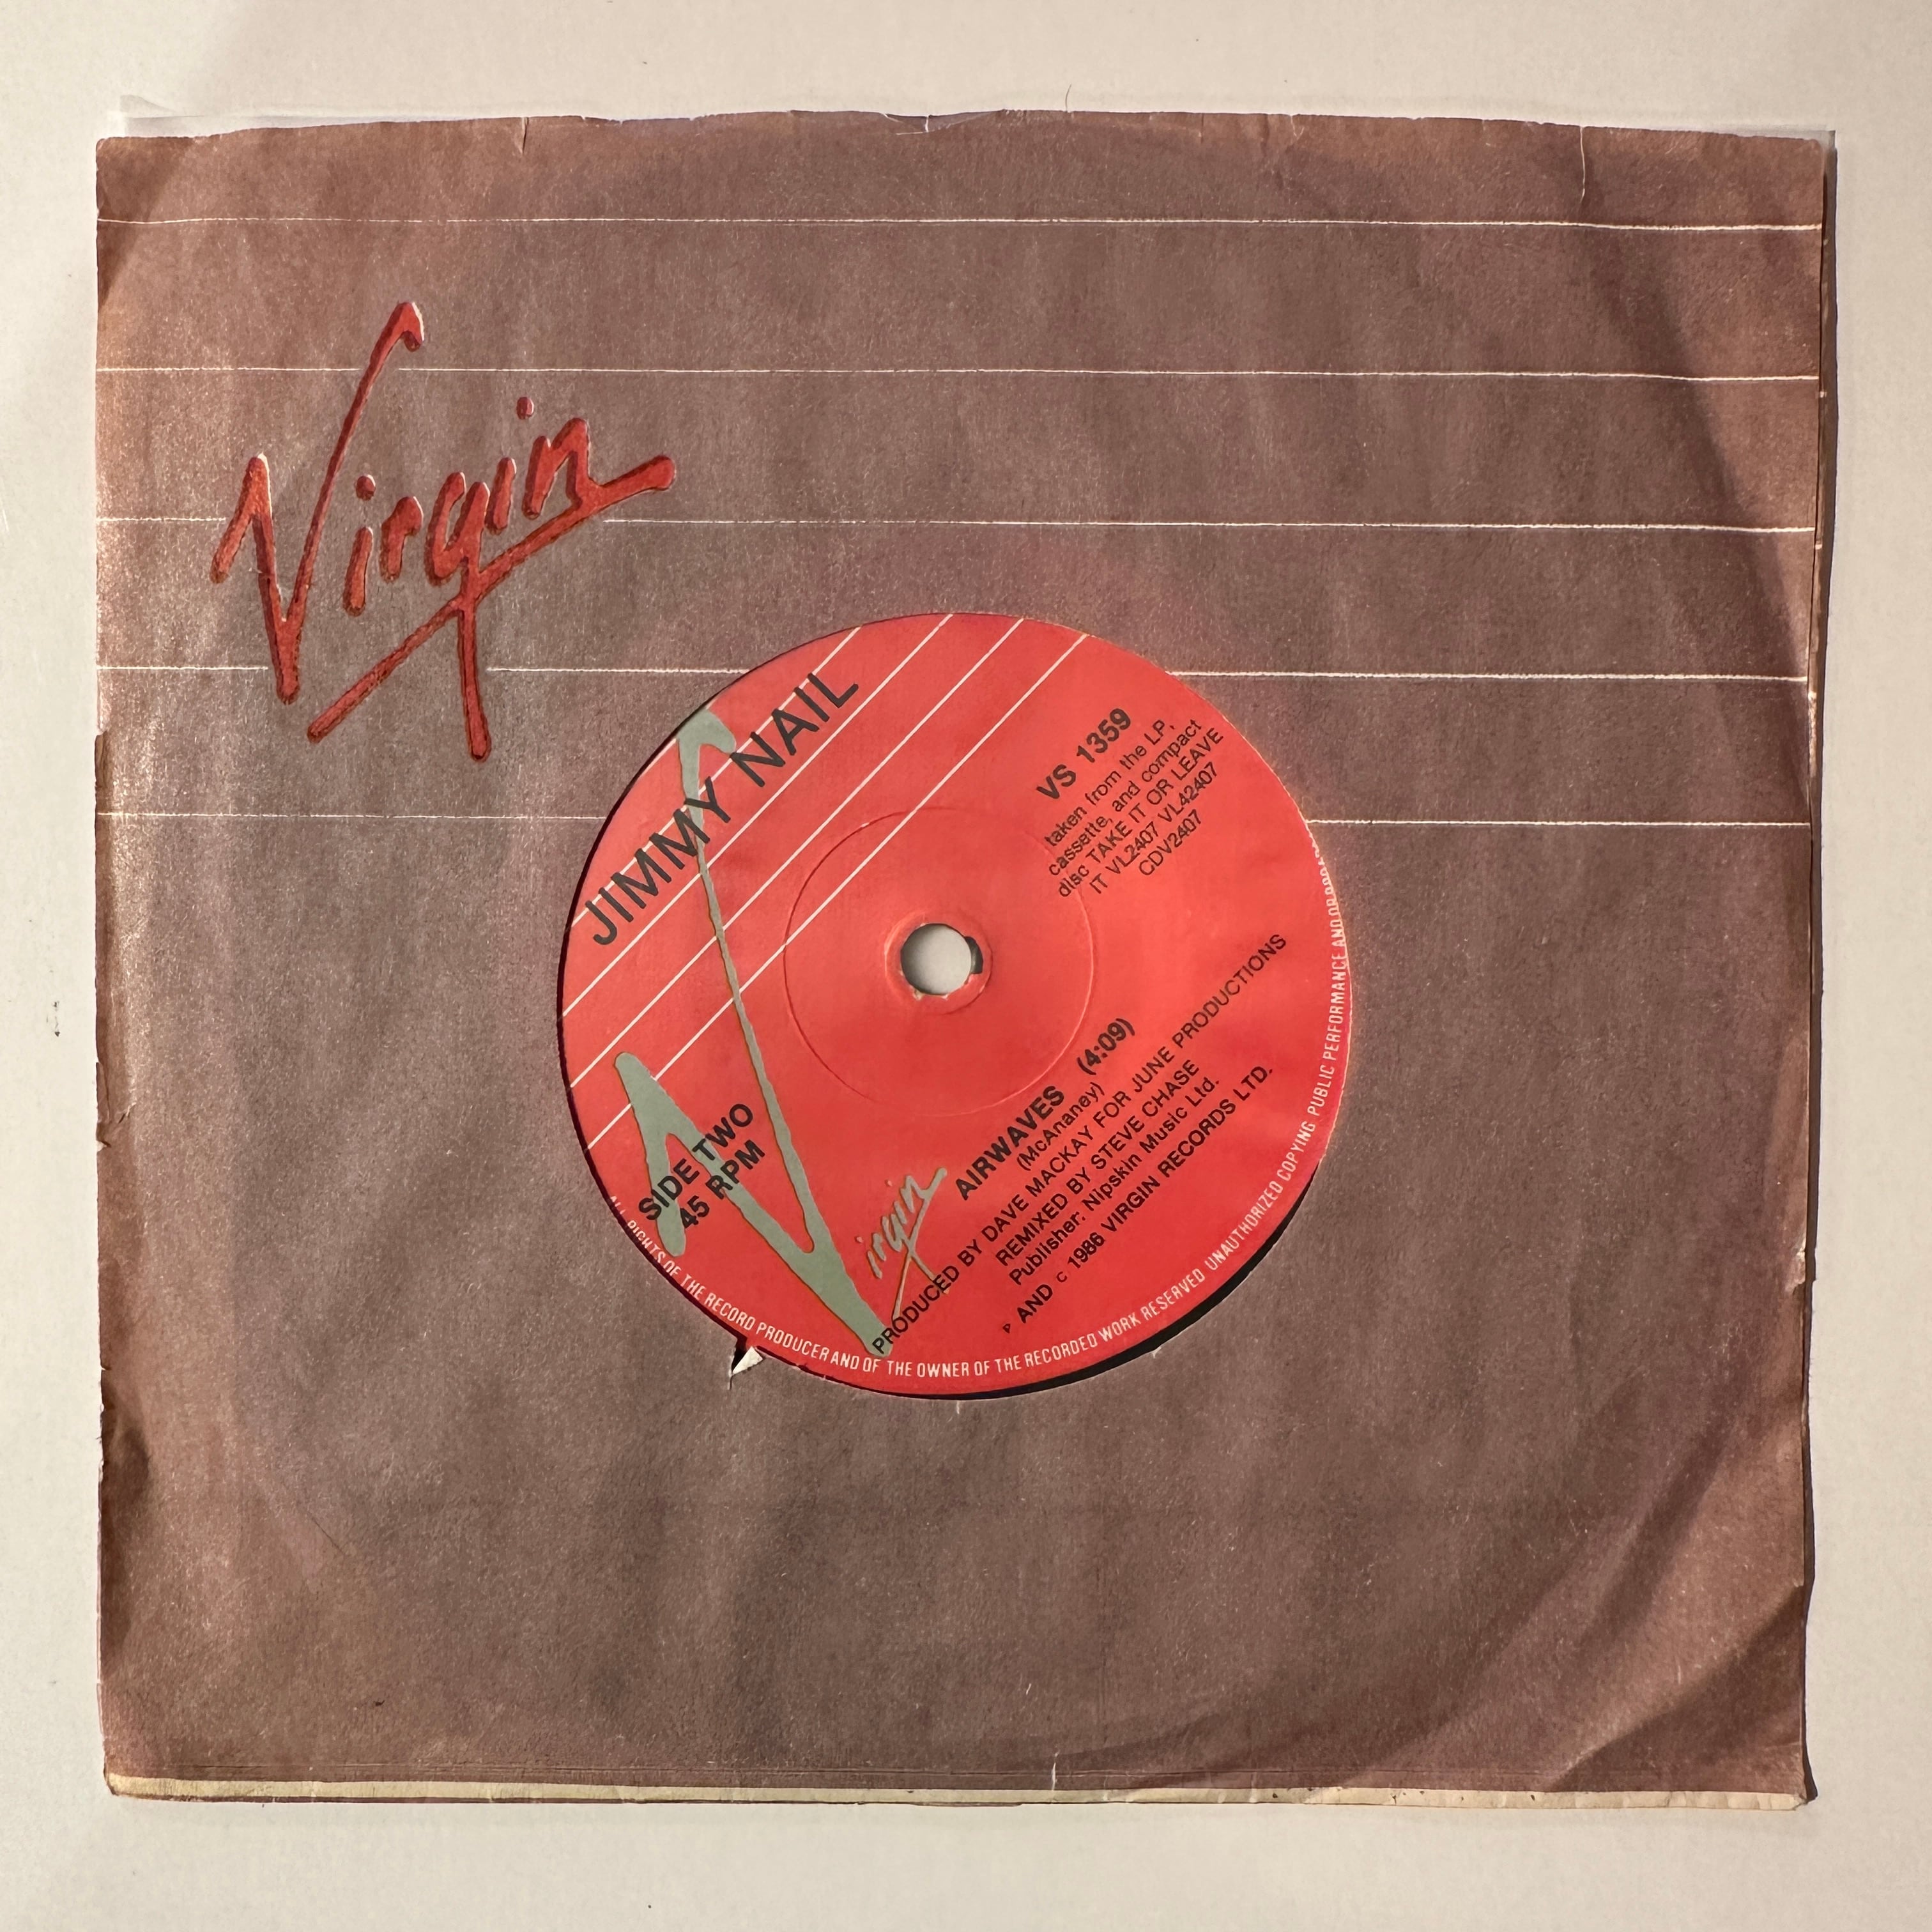 Virgin
JIMMY NAIL
VS 1359
taken from the LP,
cassette, and compact
disc TAKE IT OR LEAVE
IT VL2407 VL42407
CDV2407
SIDE TWO
45 RPM
Virgin
AIRWAVES (4:09)
(McAnaney)
PRODUCED BY DAVE MACKAY FOR JUNE PRODUCTIONS
REMIXED BY STEVE CHASE
Publisher: Nipskin Music Ltd.
P AND C 1986 VIRGIN RECORDS LTD.
ALL RIGHTS OF THE RECORD PRODUCER AND OF THE OWNER OF THE RECORDED WORK RESERVED UNAUTHORIZED COPYING PUBLIC PERFORMANCE AND